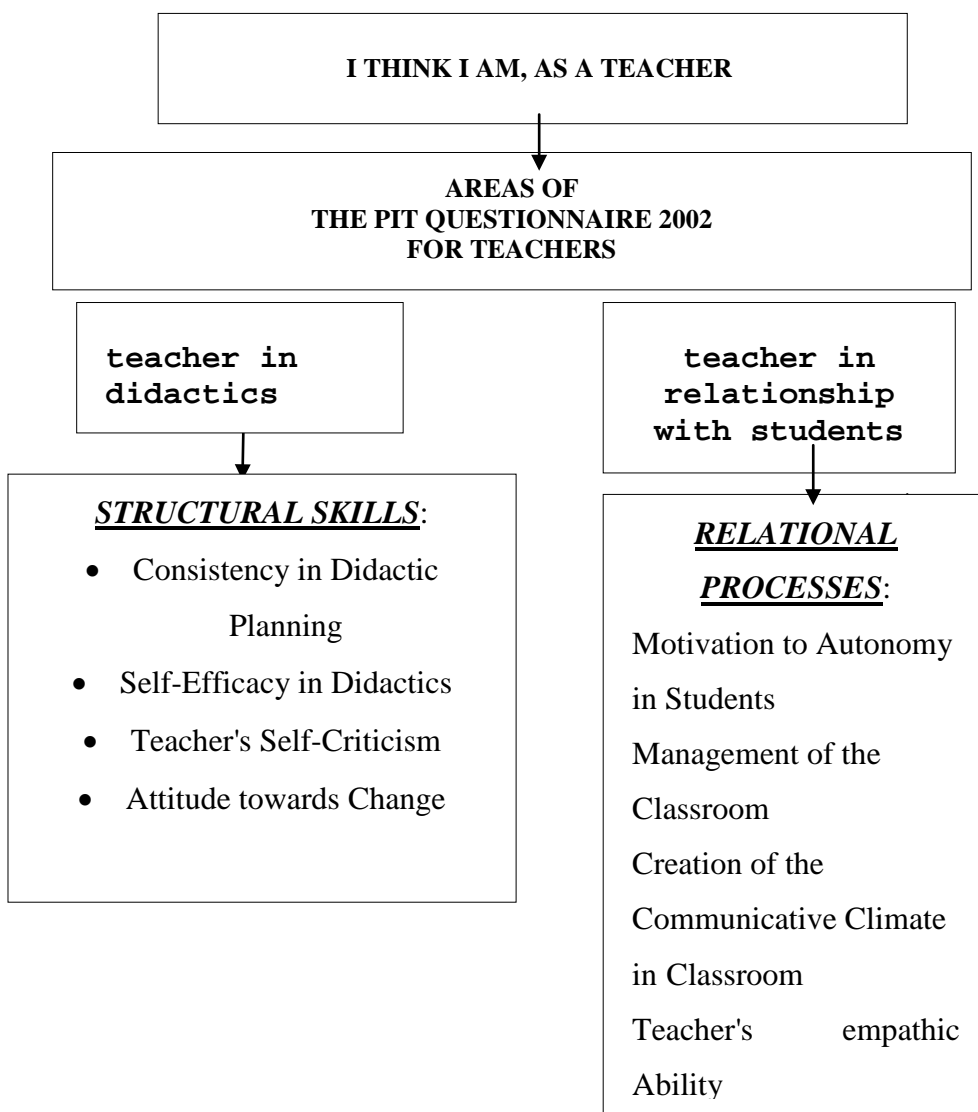 I THINK I AM, AS A TEACHER
AREAS OF
THE PIT QUESTIONNAIRE 2002
FOR TEACHERS
teacher in
didactics
teacher in
relationship
with students
STRUCTURAL SKILLS:
• Consistency in Didactic
Planning
• Self-Efficacy in Didactics
• Teacher's Self-Criticism
• Attitude towards Change
RELATIONAL
PROCESSES:
Motivation to Autonomy
in Students
Management of the
Classroom
Creation of the
Communicative Climate
in Classroom
Teacher's empathic
Ability